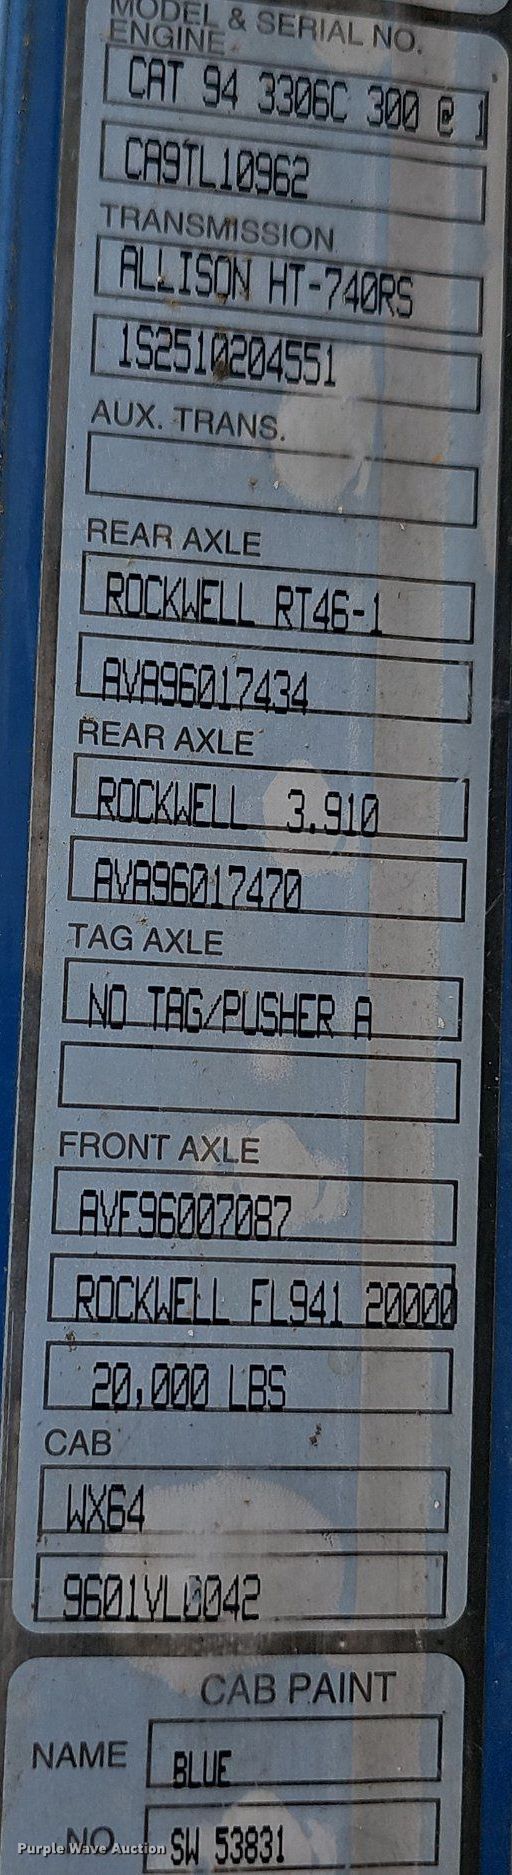 MODEL & SERIAL NO.
ENGINE
CAT 94 3306C 300 @ 1
CA9TL10962
TRANSMISSION
ALLISON HT-740RS
1S2510204551
AUX. TRANS.
REAR AXLE
ROCKWELL RT46-1
AVA96017434
REAR AXLE
ROCKWELL 3.910
AVA96017470
TAG AXLE
NO TAG/PUSHER A
FRONT AXLE
AVF96007087
ROCKWELL FL941 20000
20,000 LBS
CAB
WX64
9601VL0042
CAB PAINT
NAME BLUE
NO. SW 53831
Purple Wave Auction